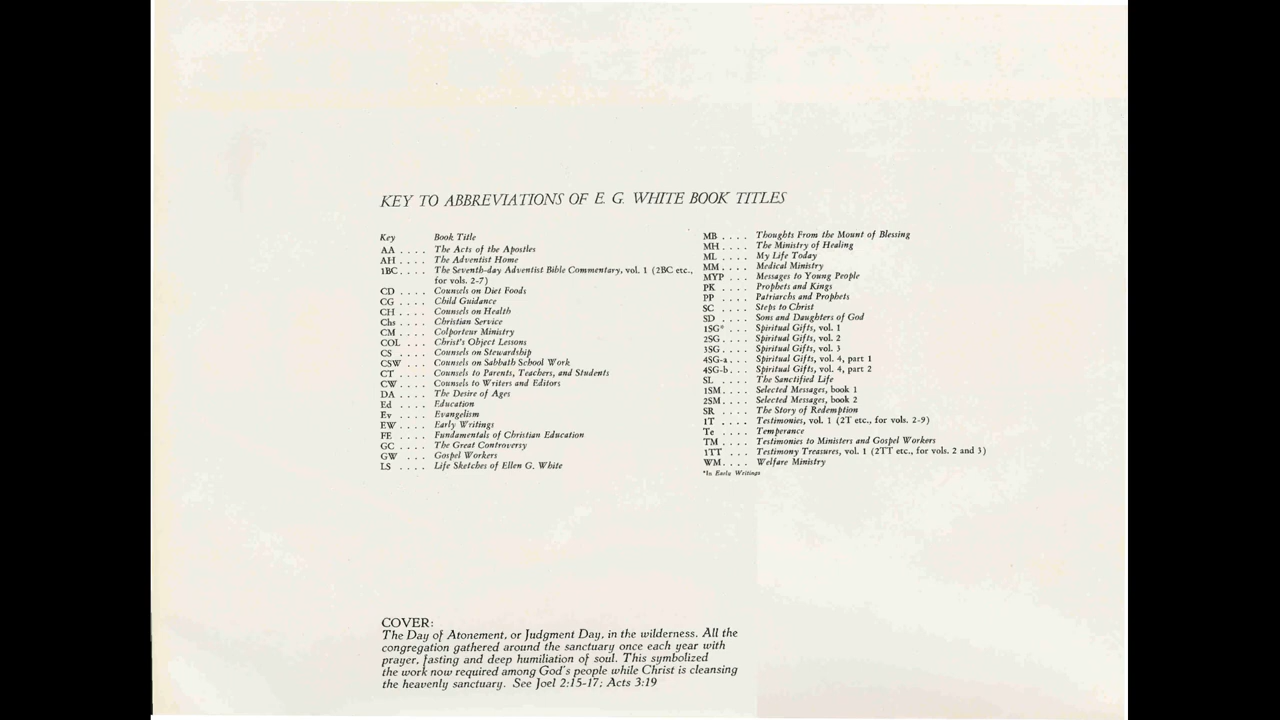 KEY TO ABBREVIATIONS OF E. G. WHITE BOOK TITLES
Key Book Title
AA . . . . The Acts of the Apostles
AH . . . . The Adventist Home
1BC . . . . The Seventh-day Adventist Bible Commentary, vol. 1 (2BC etc.,
for vols. 2-7)
CD . . . . Counsels on Diet Foods
CG . . . . Child Guidance
CH . . . . Counsels on Health
Chs . . . . Christian Service
CM . . . . Colporteur Ministry
COL . . . . Christ's Object Lessons
CS . . . . Counsels on Stewardship
CSW . . . . Counsels on Sabbath School Work
CT . . . . Counsels to Parents, Teachers, and Students
CW . . . . Counsels to Writers and Editors
DA . . . . The Desire of Ages
Ed . . . . Education
Ev . . . . Evangelism
EW . . . . Early Writings
FE . . . . Fundamentals of Christian Education
GC . . . . The Great Controversy
GW . . . . Gospel Workers
LS . . . . Life Sketches of Ellen G. White
MB . . . . Thoughts From the Mount of Blessing
MH . . . . The Ministry of Healing
ML . . . . My Life Today
MM . . . . Medical Ministry
MYP . . . Messages to Young People
PK . . . . Prophets and Kings
PP . . . . Patriarchs and Prophets
SC . . . . Steps to Christ
SD . . . . Sons and Daughters of God
1SG* . . . Spiritual Gifts, vol. 1
2SG . . . . Spiritual Gifts, vol. 2
3SG . . . . Spiritual Gifts, vol. 3
4SG-a . . . Spiritual Gifts, vol. 4, part 1
4SG-b . . . Spiritual Gifts, vol. 4, part 2
SL . . . . The Sanctified Life
1SM . . . . Selected Messages, book 1
2SM . . . . Selected Messages, book 2
SR . . . . The Story of Redemption
1T . . . . Testimonies, vol. 1 (2T etc., for vols. 2-9)
Te . . . . Temperance
TM . . . . Testimonies to Ministers and Gospel Workers
1TT . . . Testimony Treasures, vol. 1 (2TT etc., for vols. 2 and 3)
WM . . . . Welfare Ministry
*In Early Writings
COVER:
The Day of Atonement, or Judgment Day, in the wilderness. All the
congregation gathered around the sanctuary once each year with
prayer, fasting and deep humiliation of soul. This symbolized
the work now required among God's people while Christ is cleansing
the heavenly sanctuary. See Joel 2:15-17; Acts 3:19